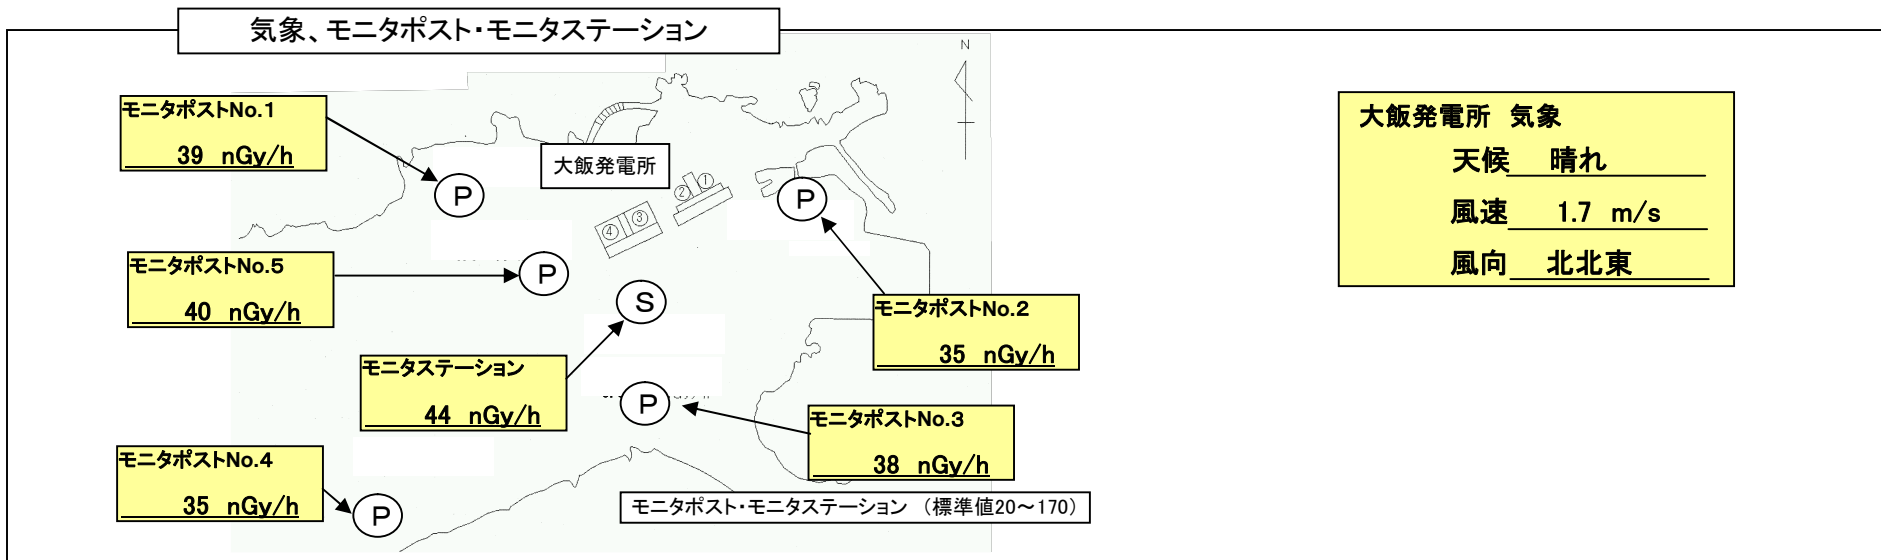 気象、モニタポスト・モニタステーション
N
モニタポストNo.1
39 nGy/h
P
大飯発電所
①
②
③
④
P
モニタポストNo.5
40 nGy/h
P
S
モニタポストNo.2
35 nGy/h
モニタステーション
44 nGy/h
P
モニタポストNo.3
38 nGy/h
モニタポストNo.4
35 nGy/h
P
モニタポスト・モニタステーション （標準値20～170）
大飯発電所 気象
天候 晴れ
風速 1.7 m/s
風向 北北東